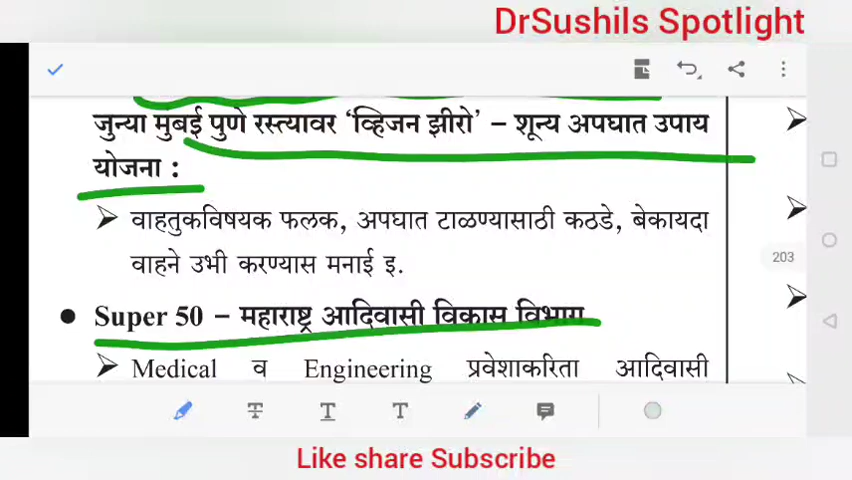 DrSushils Spotlight
जुन्या मुंबई पुणे रस्त्यावर ‘व्हिजन झीरो’ – शून्य अपघात उपाय
योजना :
➤ वाहतुकविषयक फलक, अपघात टाळण्यासाठी कठडे, बेकायदा
वाहने उभी करण्यास मनाई इ.
203
● Super 50 – महाराष्ट्र आदिवासी विकास विभाग
➤ Medical व Engineering प्रवेशाकरिता आदिवासी
Like share Subscribe